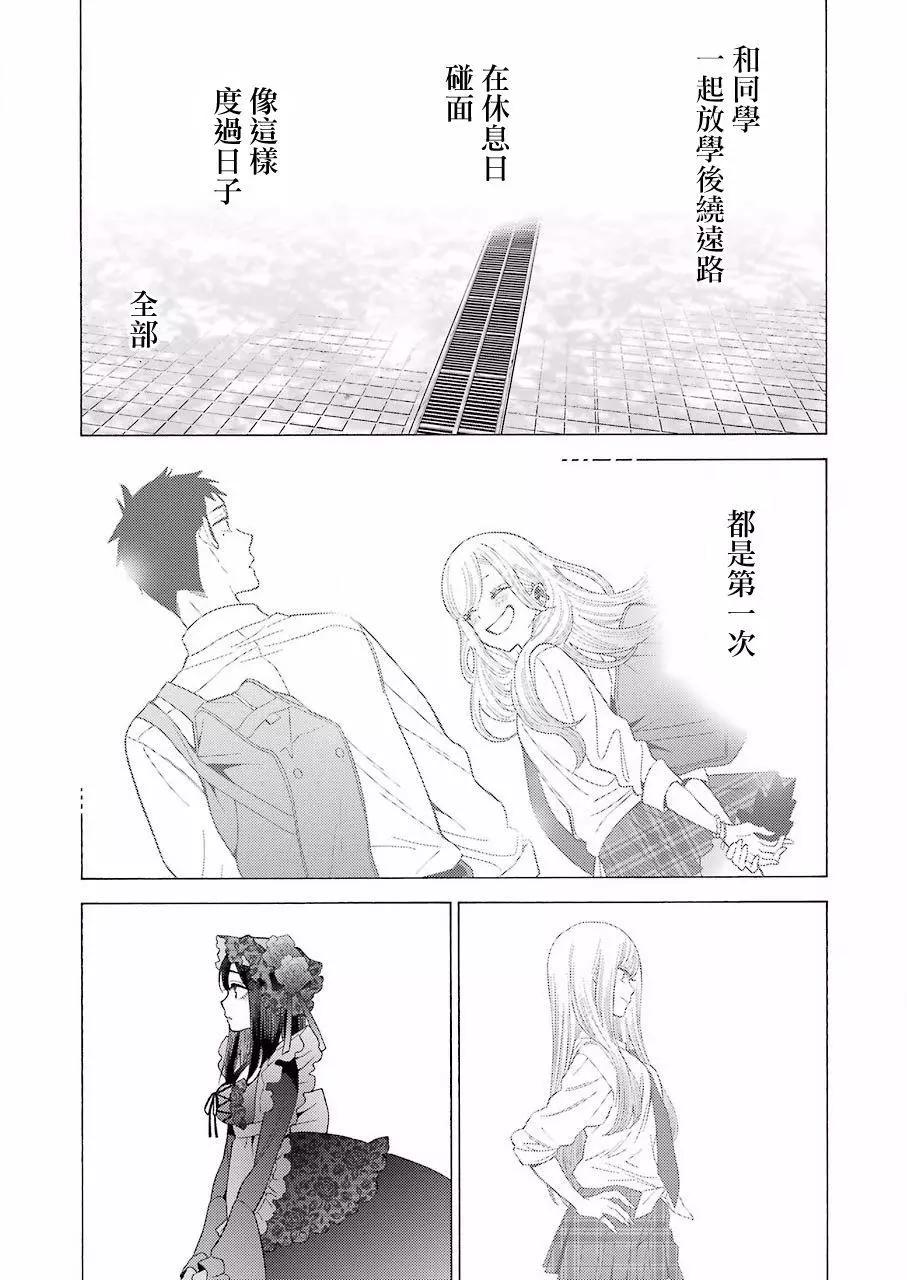 和同學
一起放學後繞遠路
在休息日
碰面
像這樣
度過日子
全部
都是第一次